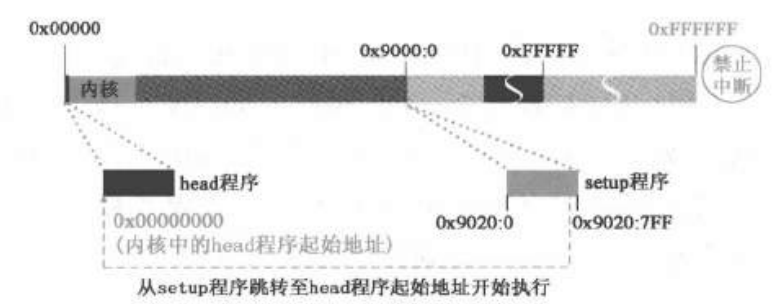 0x00000
0x9000:0
0xFFFFF
0xFFFFFF
禁止
中断
内核
head程序
setup程序
0x00000000
(内核中的head程序起始地址)
0x9020:0
0x9020:7FF
从setup程序跳转至head程序起始地址开始执行